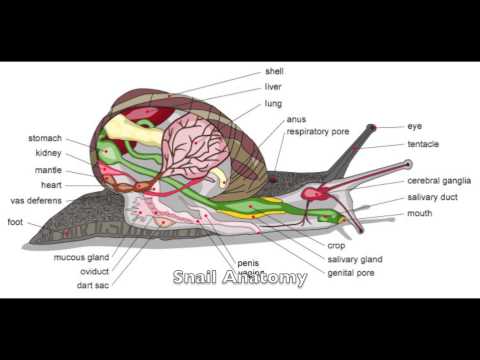 shell
liver
lung
anus
respiratory pore
eye
tentacle
cerebral ganglia
salivary duct
mouth
stomach
kidney
mantle
heart
vas deferens
foot
mucous gland
oviduct
dart sac
penis
vagina
crop
salivary gland
genital pore
Snail Anatomy